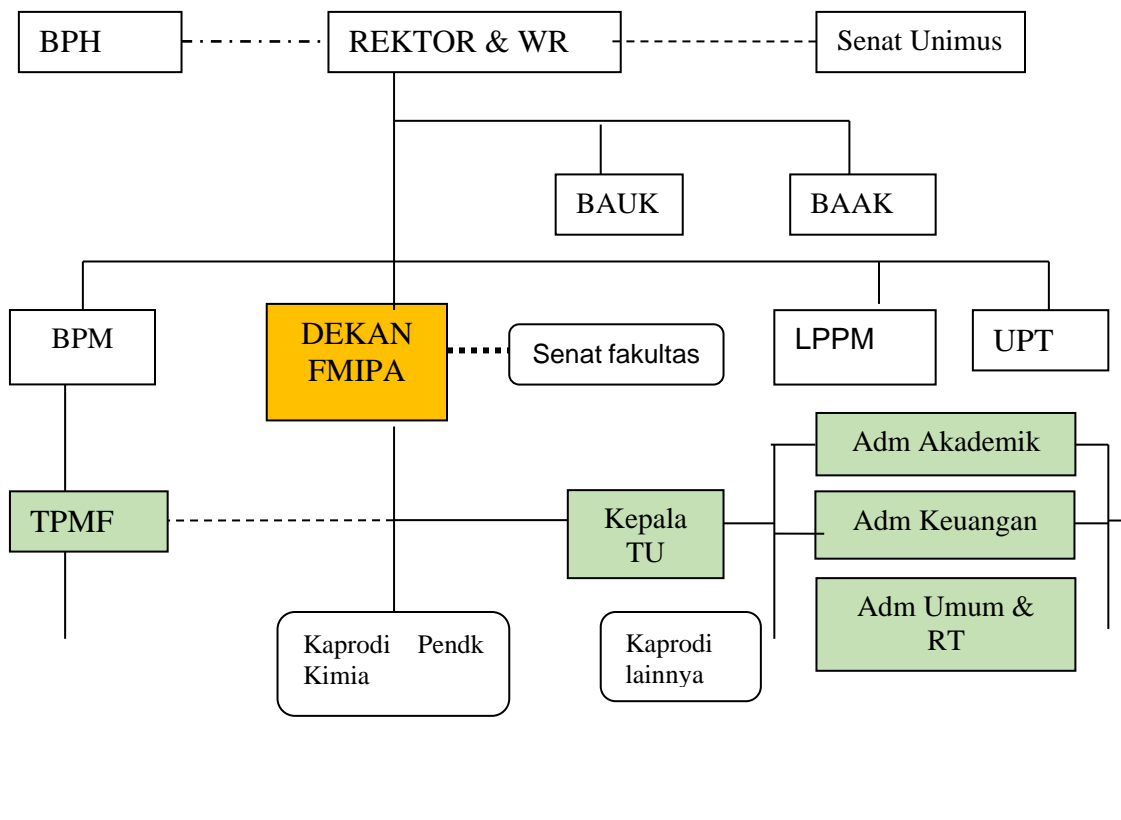 BPH
REKTOR & WR
Senat Unimus
BAUK
BAAK
BPM
DEKAN
FMIPA
Senat fakultas
LPPM
UPT
Adm Akademik
TPMF
Kepala
TU
Adm Keuangan
Adm Umum &
RT
Kaprodi Pendk
Kimia
Kaprodi
lainnya